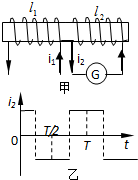 l₁ l₂
i₁ i₂ G
甲
i₂
0 T/2 T t
乙